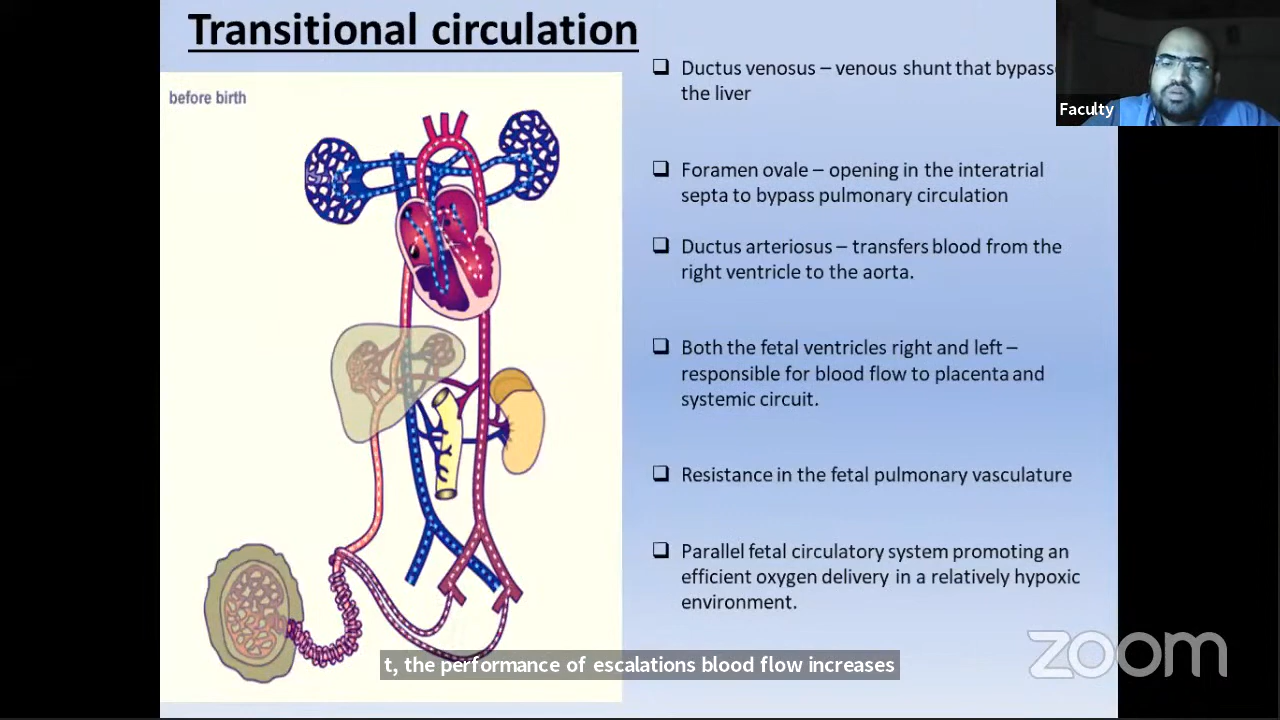 Transitional circulation
before birth
❑ Ductus venosus – venous shunt that bypasse
the liver
❑ Foramen ovale – opening in the interatrial
septa to bypass pulmonary circulation
❑ Ductus arteriosus – transfers blood from the
right ventricle to the aorta.
❑ Both the fetal ventricles right and left –
responsible for blood flow to placenta and
systemic circuit.
❑ Resistance in the fetal pulmonary vasculature
❑ Parallel fetal circulatory system promoting an
efficient oxygen delivery in a relatively hypoxic
environment.
Faculty
t, the performance of escalations blood flow increases
zoom